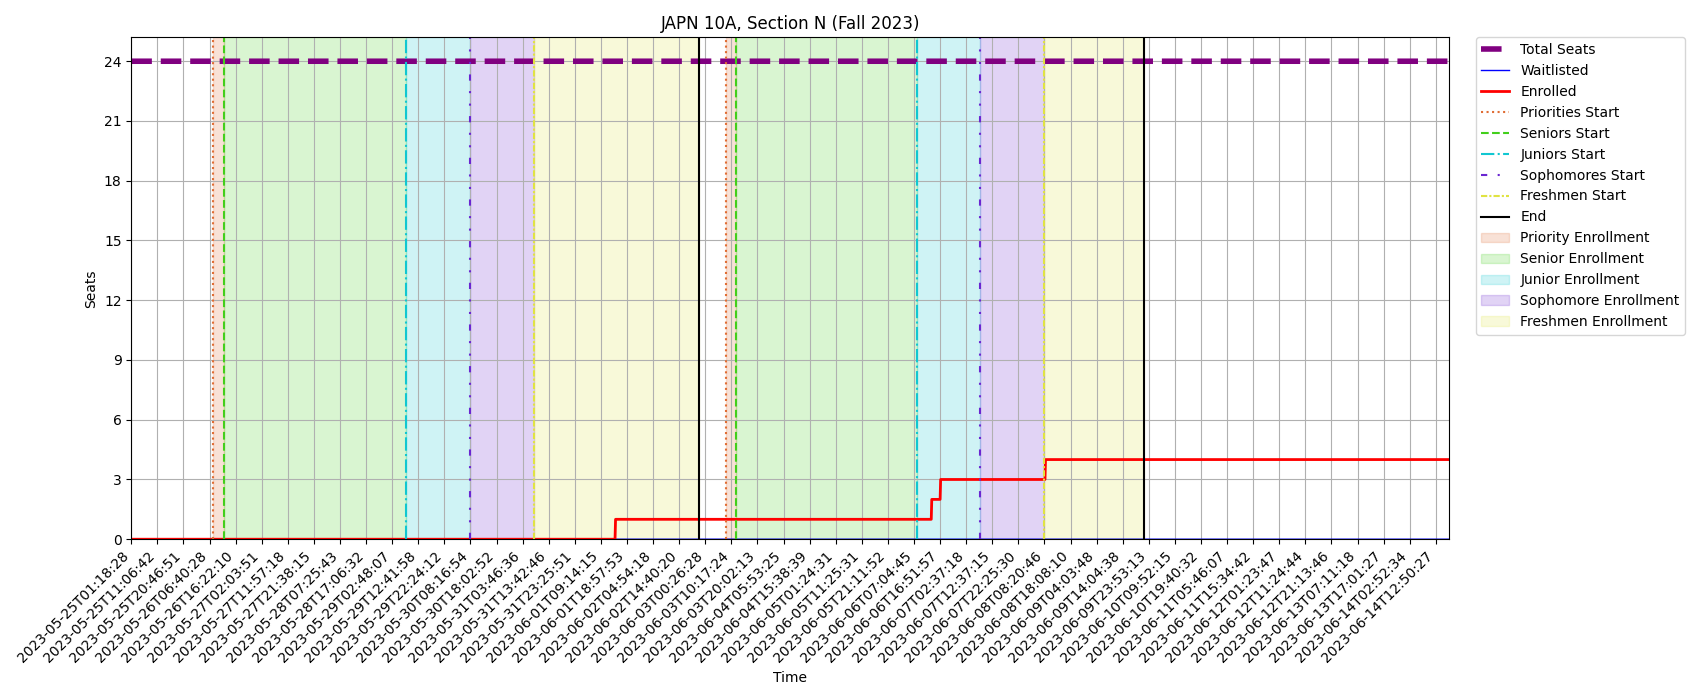 JAPN 10A, Section N (Fall 2023)
Seats
24
21
18
15
12
9
6
3
0
2023-05-25T01:18:28
2023-05-25T11:06:42
2023-05-25T20:46:51
2023-05-26T06:40:28
2023-05-26T16:22:10
2023-05-27T02:03:51
2023-05-27T11:57:18
2023-05-27T21:38:15
2023-05-28T07:25:43
2023-05-28T17:06:32
2023-05-29T02:48:07
2023-05-29T12:41:58
2023-05-29T22:24:12
2023-05-30T08:16:54
2023-05-30T18:02:52
2023-05-31T03:46:36
2023-05-31T13:42:46
2023-05-31T23:25:51
2023-06-01T09:14:15
2023-06-01T18:57:53
2023-06-02T04:54:18
2023-06-02T14:40:20
2023-06-03T00:26:28
2023-06-03T10:17:24
2023-06-03T20:02:13
2023-06-04T05:53:25
2023-06-04T15:38:39
2023-06-05T01:24:31
2023-06-05T11:25:31
2023-06-05T21:11:52
2023-06-06T07:04:45
2023-06-06T16:51:57
2023-06-07T02:37:18
2023-06-07T12:37:15
2023-06-07T22:25:30
2023-06-08T08:20:46
2023-06-08T18:08:10
2023-06-09T04:03:48
2023-06-09T14:04:38
2023-06-09T23:53:13
2023-06-10T09:52:15
2023-06-10T19:40:32
2023-06-11T05:46:07
2023-06-11T15:34:42
2023-06-12T01:23:47
2023-06-12T11:24:44
2023-06-12T21:13:46
2023-06-13T07:11:18
2023-06-13T17:01:27
2023-06-14T02:52:34
2023-06-14T12:50:27
Time
Total Seats
Waitlisted
Enrolled
Priorities Start
Seniors Start
Juniors Start
Sophomores Start
Freshmen Start
End
Priority Enrollment
Senior Enrollment
Junior Enrollment
Sophomore Enrollment
Freshmen Enrollment